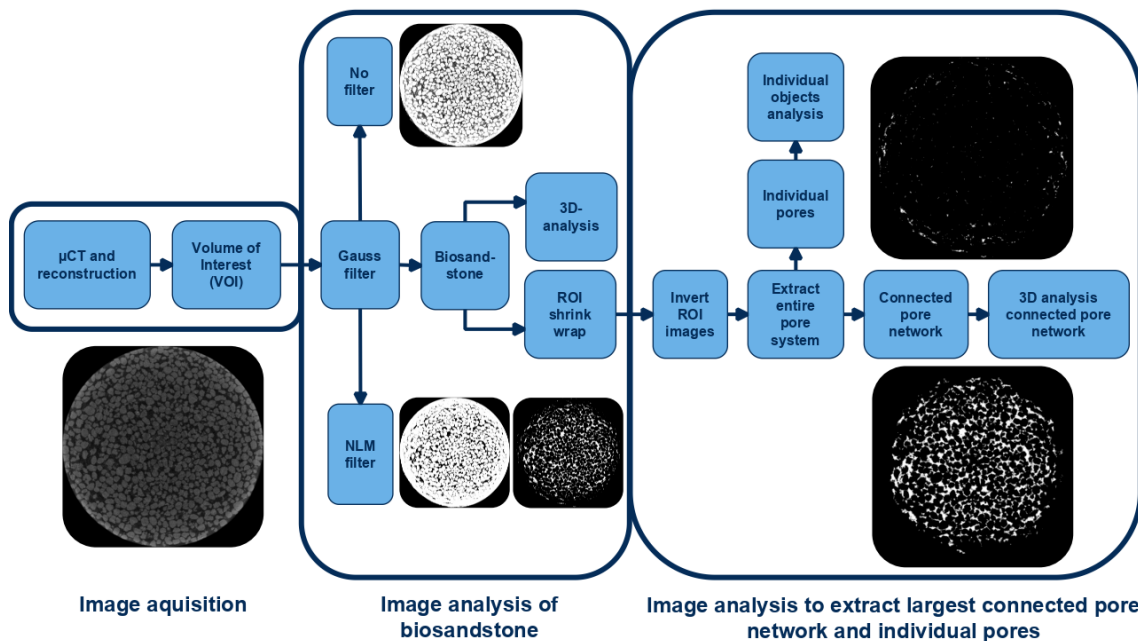 µCT and
reconstruction
Volume of
Interest
(VOI)
No
filter
Gauss
filter
NLM
filter
Biosand-
stone
3D-
analysis
ROI
shrink
wrap
Invert
ROI
images
Extract
entire
pore
system
Individual
pores
Individual
objects
analysis
Connected
pore
network
3D analysis
connected pore
network
Image aquisition
Image analysis of
biosandstone
Image analysis to extract largest connected pore
network and individual pores